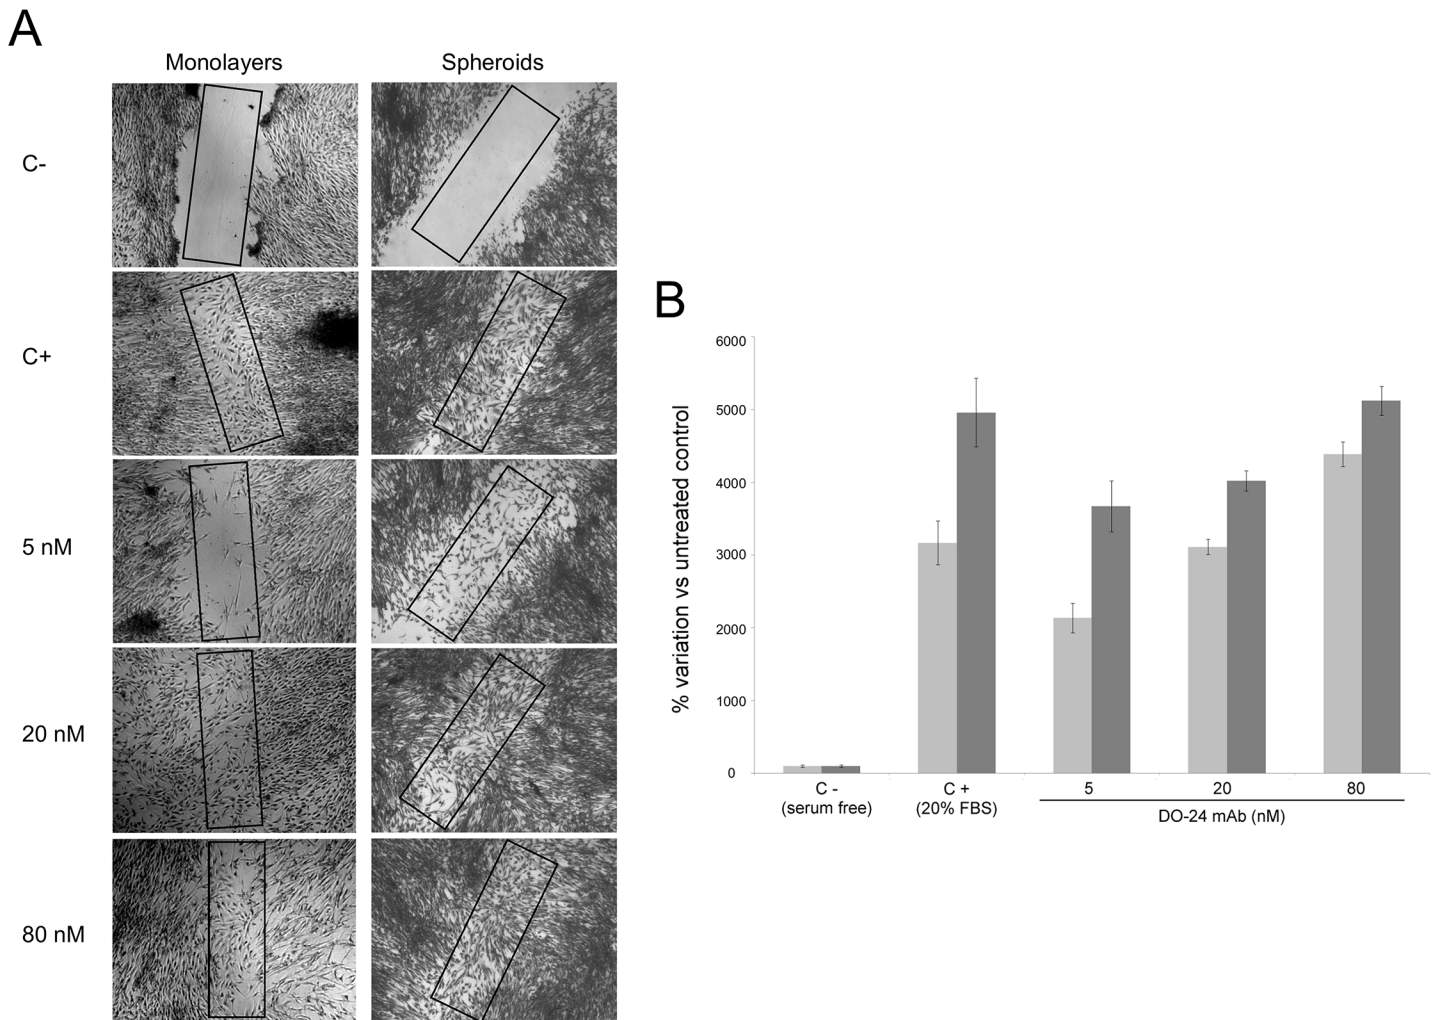 A
Monolayers
Spheroids
C-
C+
5 nM
20 nM
80 nM
B
% variation vs untreated control
6000
5000
4000
3000
2000
1000
0
C -
(serum free)
C +
(20% FBS)
5
20
80
DO-24 mAb (nM)